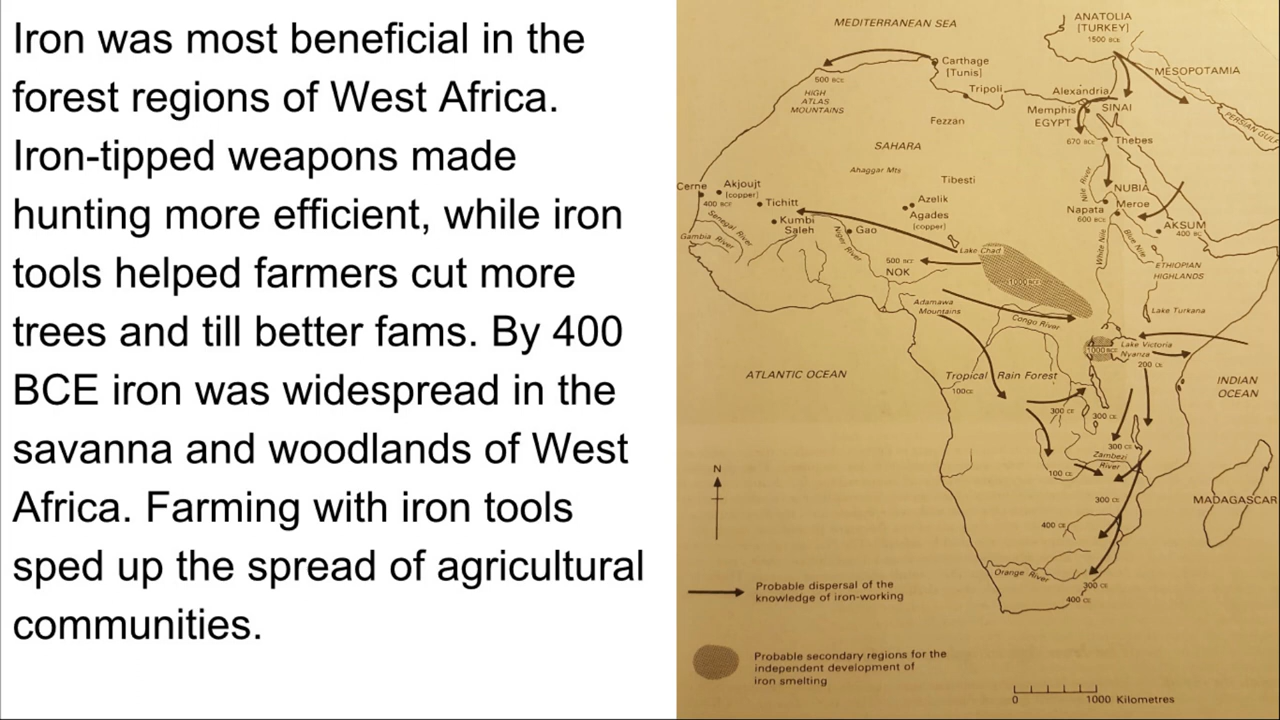 Iron was most beneficial in the
forest regions of West Africa.
Iron-tipped weapons made
hunting more efficient, while iron
tools helped farmers cut more
trees and till better fams. By 400
BCE iron was widespread in the
savanna and woodlands of West
Africa. Farming with iron tools
sped up the spread of agricultural
communities.
MEDITERRANEAN SEA
ANATOLIA
[TURKEY]
1500 BCE
Carthage
[Tunis]
MESOPOTAMIA
500 BCE
HIGH
ATLAS
MOUNTAINS
Tripoli
Alexandria
Memphis
SINAI
EGYPT
PERSIAN GULF
Fezzan
670 BCE
Thebes
SAHARA
Ahaggar Mts
Tibesti
Nile River
NUBIA
Cerne
Akjoujt
[copper]
400 BCE
Tichitt
Azelik
Agades
[copper]
Napata
Meroe
600 BCE
Kumbi
Saleh
Gao
AKSUM
400 BC
Senegal River
Gambia River
Niger River
White Nile
Blue Nile
Lake Chad
500 BCE
NOK
1000 BCE
ETHIOPIAN
HIGHLANDS
Adamawa
Mountains
Congo River
Lake Turkana
1000 BCE
Lake Victoria
Nyanza
200 CE
ATLANTIC OCEAN
Tropical Rain Forest
100 CE
INDIAN
OCEAN
300 CE
300 CE
300 CE
Zambezi
River
100 CE
N
300 CE
MADAGASCAR
400 CE
Orange River
300 CE
400 CE
Probable dispersal of the
knowledge of iron-working
Probable secondary regions for the
independent development of
iron smelting
0 1000 Kilometres